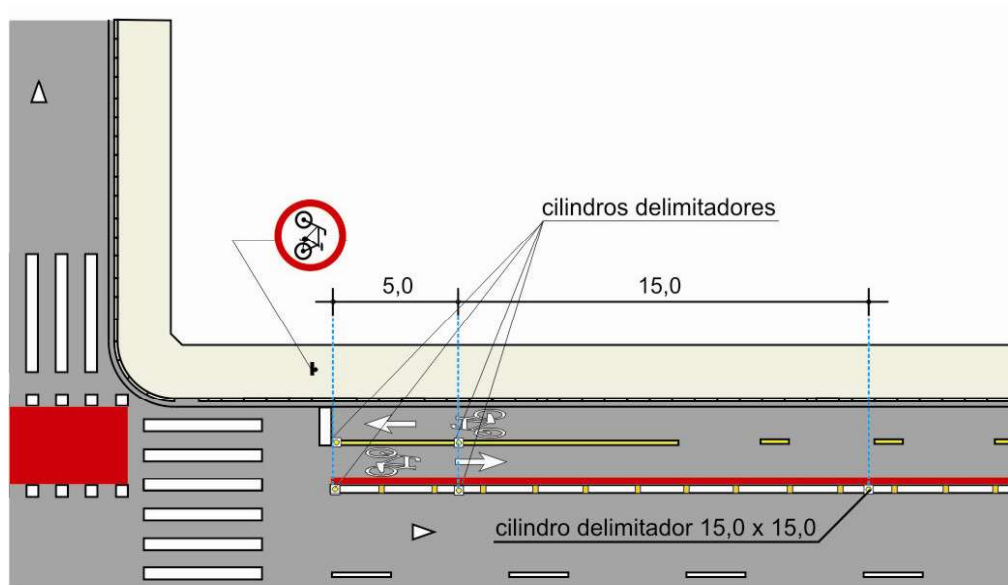 cilindros delimitadores
5,0
15,0
cilindro delimitador 15,0 x 15,0